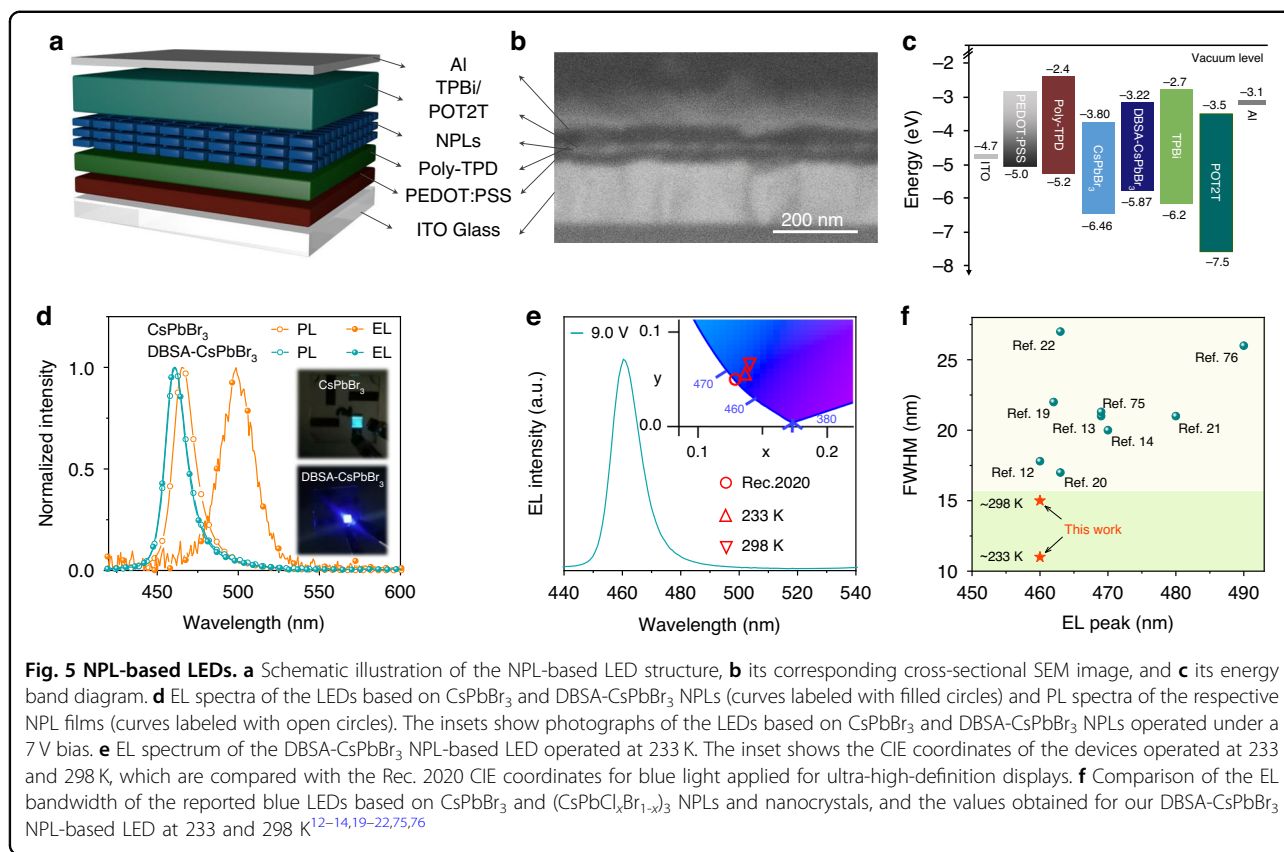 a
Al
TPBi/
POT2T
NPLs
Poly-TPD
PEDOT:PSS
ITO Glass
b
200 nm
c
Energy (eV)
−2
−3
−4
−5
−6
−7
−8
Vacuum level
−4.7
ITO
PEDOT:PSS
−5.0
−2.4
Poly-TPD
−5.2
−3.80
CsPbBr3
−6.46
−3.22
DBSA-CsPbBr3
−5.87
−2.7
TPBi
−6.2
−3.5
POT2T
−7.5
−3.1
Al
d
CsPbBr3 PL EL
DBSA-CsPbBr3 PL EL
Normalized intensity
1.0
0.5
0.0
CsPbBr3
DBSA-CsPbBr3
450 500 550 600
Wavelength (nm)
e
9.0 V
EL intensity (a.u.)
0.1
y
0.0
470
460
380
0.1 x 0.2
Rec.2020
233 K
298 K
440 460 480 500 520 540
Wavelength (nm)
f
FWHM (nm)
25
20
15
10
Ref. 22
Ref. 76
Ref. 19
Ref. 75
Ref. 13
Ref. 14
Ref. 21
Ref. 12
Ref. 20
~298 K
This work
~233 K
450 460 470 480 490
EL peak (nm)
Fig. 5 NPL-based LEDs. a Schematic illustration of the NPL-based LED structure, b its corresponding cross-sectional SEM image, and c its energy
band diagram. d EL spectra of the LEDs based on CsPbBr3 and DBSA-CsPbBr3 NPLs (curves labeled with filled circles) and PL spectra of the respective
NPL films (curves labeled with open circles). The insets show photographs of the LEDs based on CsPbBr3 and DBSA-CsPbBr3 NPLs operated under a
7 V bias. e EL spectrum of the DBSA-CsPbBr3 NPL-based LED operated at 233 K. The inset shows the CIE coordinates of the devices operated at 233
and 298 K, which are compared with the Rec. 2020 CIE coordinates for blue light applied for ultra-high-definition displays. f Comparison of the EL
bandwidth of the reported blue LEDs based on CsPbBr3 and (CsPbClxBr1-x)3 NPLs and nanocrystals, and the values obtained for our DBSA-CsPbBr3
NPL-based LED at 233 and 298 K12–14,19–22,75,76